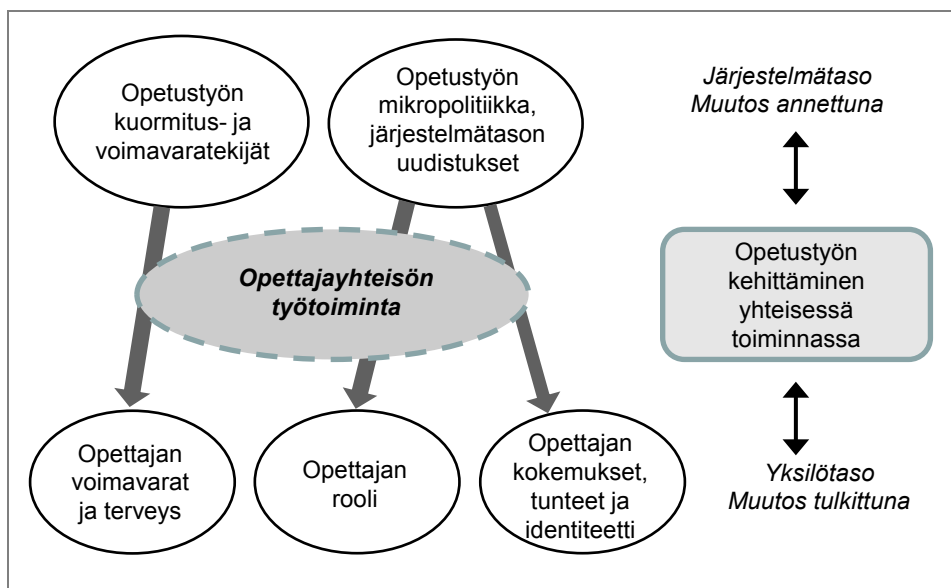 Opetustyön
kuormitus- ja
voimavaratekijät
Opetustyön
mikropolitiikka,
järjestelmätason
uudistukset
Järjestelmätaso
Muutos annettuna
Opettajayhteisön
työtoiminta
Opetustyön
kehittäminen
yhteisessä
toiminnassa
Opettajan
voimavarat
ja terveys
Opettajan
rooli
Opettajan
kokemukset,
tunteet ja
identiteetti
Yksilötaso
Muutos tulkittuna